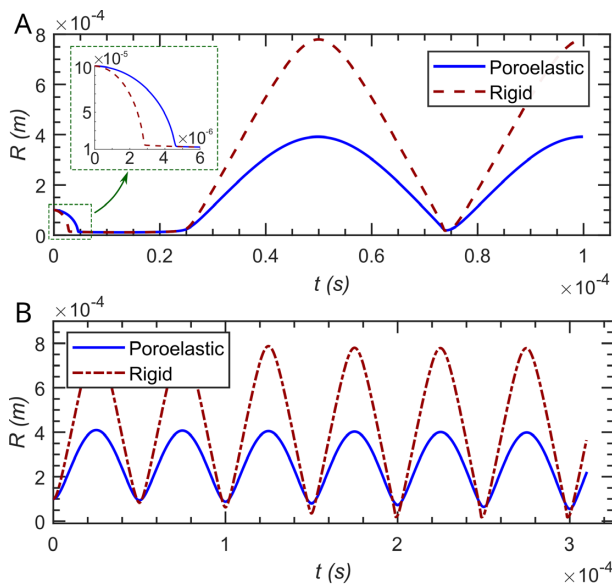 A
×10⁻⁴
8
6
4
2
0
R (m)
×10⁻⁵
10
5
1
0 2 4 6
×10⁻⁶
Poroelastic
Rigid
0 0.2 0.4 0.6 0.8 1
t (s)
×10⁻⁴
B
×10⁻⁴
8
6
4
2
0
R (m)
Poroelastic
Rigid
0 1 2 3
t (s)
×10⁻⁴